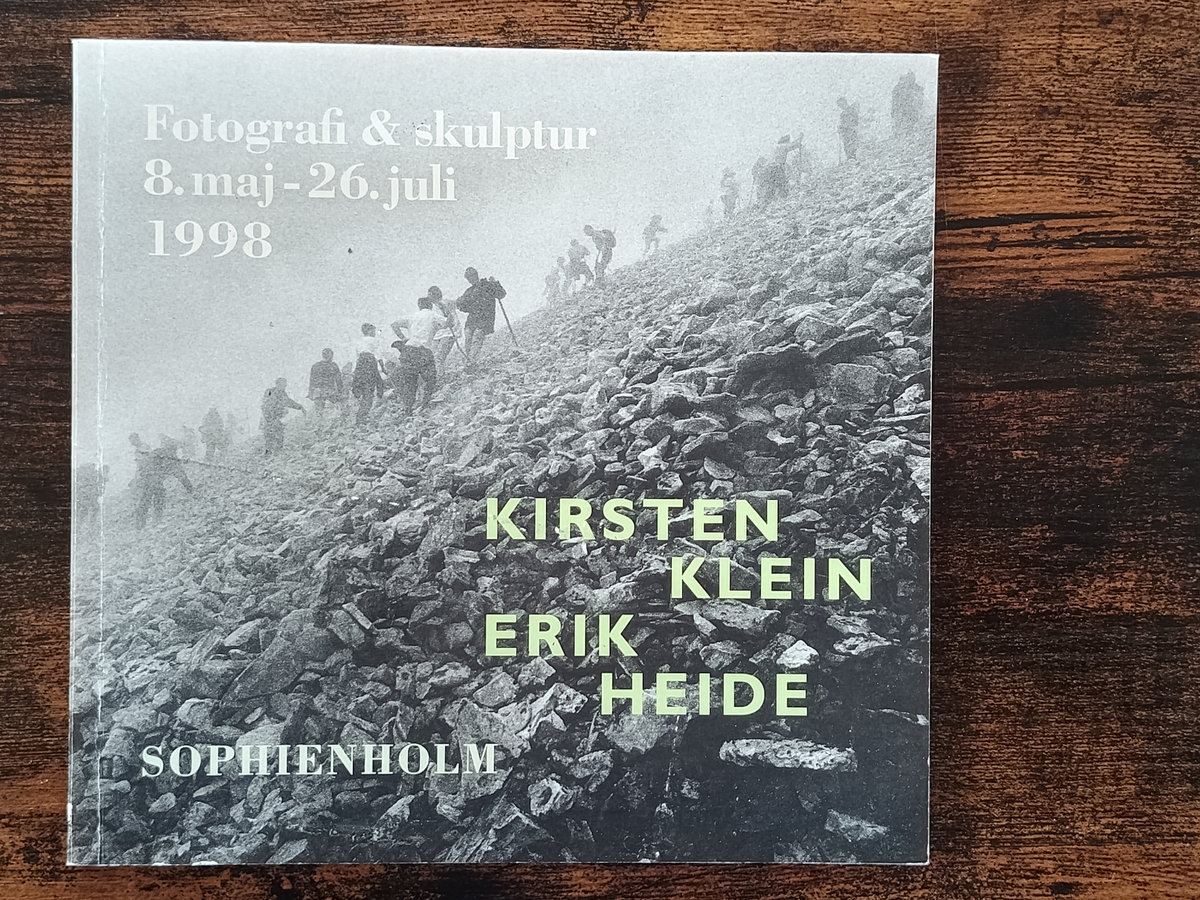 Fotografi & skulptur
8. maj - 26. juli
1998
KIRSTEN
KLEIN
ERIK
HEIDE
SOPHIENHOLM